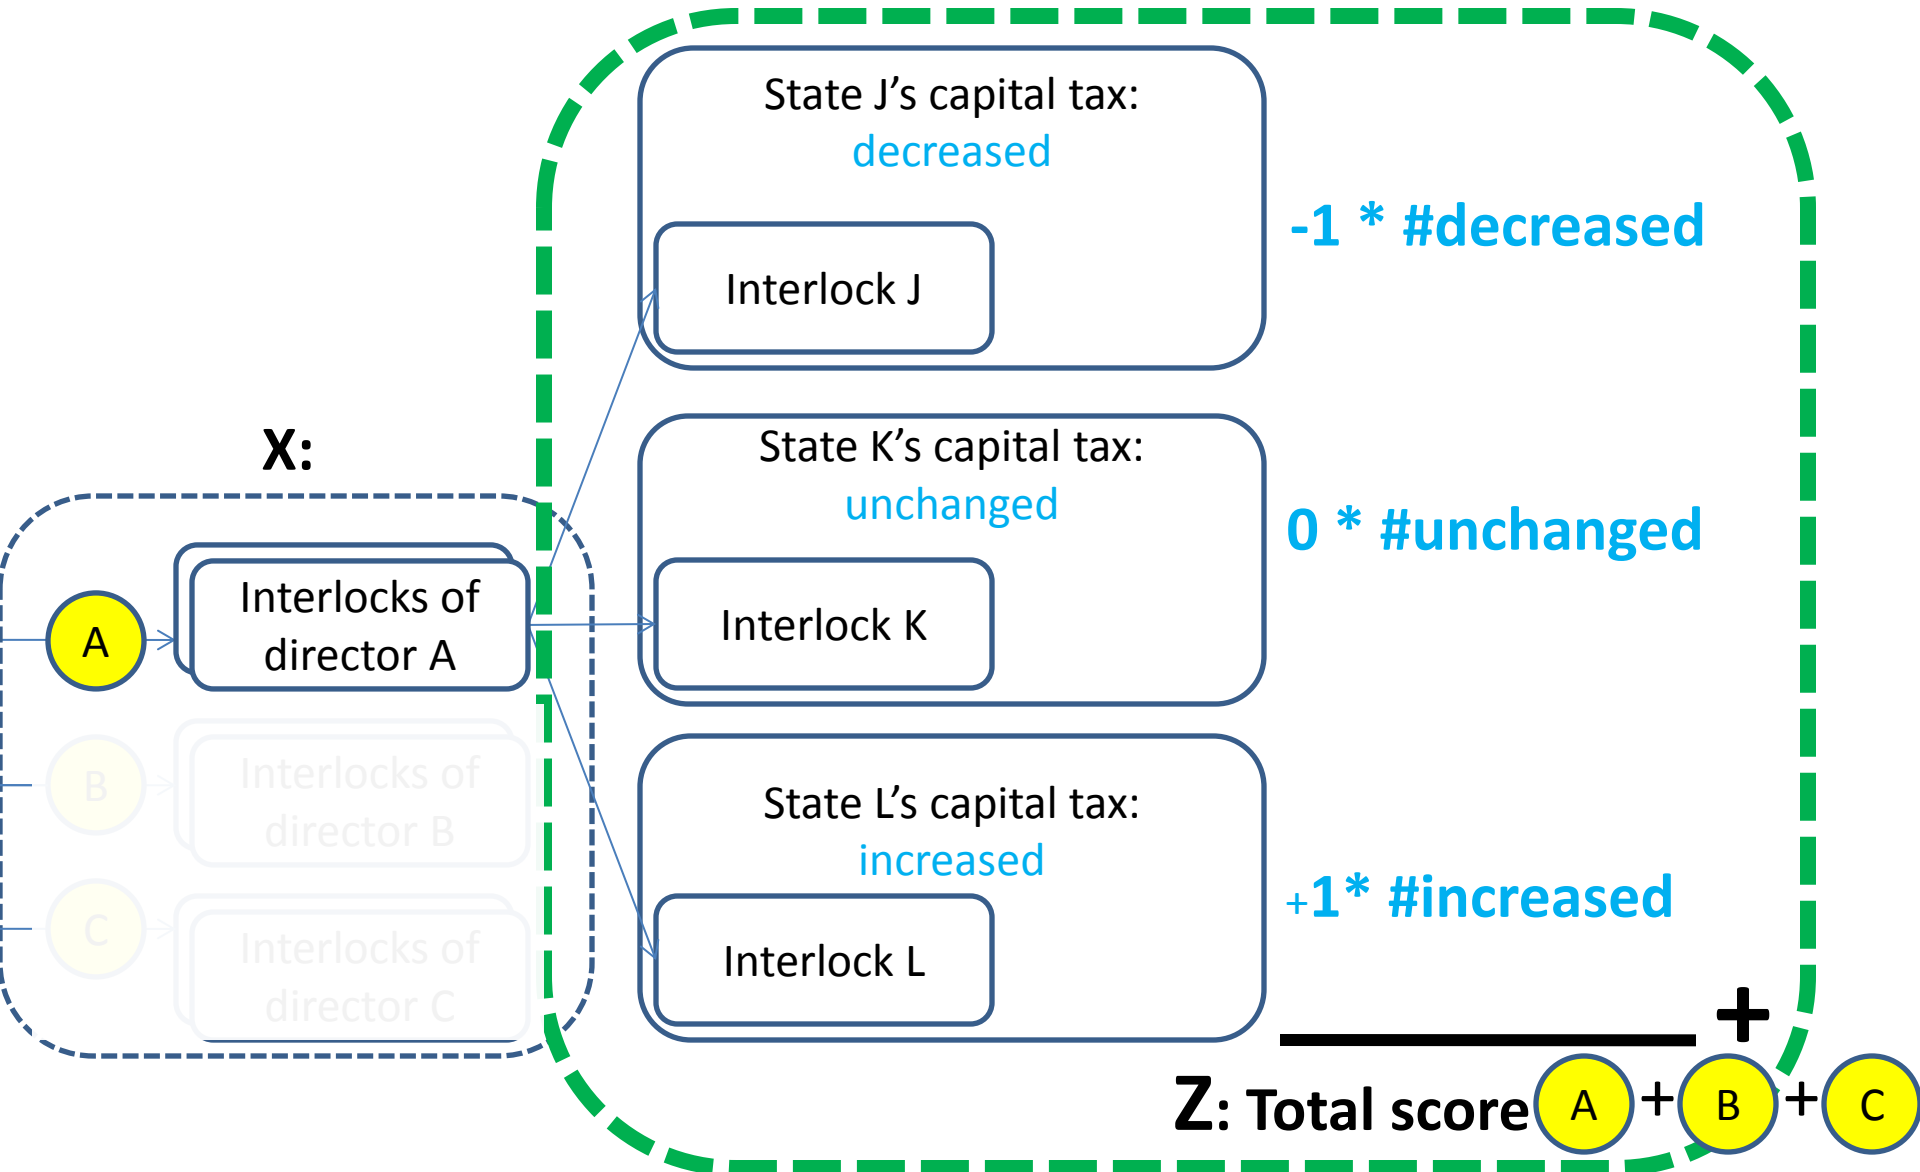 State J’s capital tax:
decreased
Interlock J
-1 * #decreased
X:
State K’s capital tax:
unchanged
Interlock K
0 * #unchanged
A
Interlocks of
director A
B
Interlocks of
director B
C
Interlocks of
director C
State L’s capital tax:
increased
Interlock L
+1* #increased
+
Z: Total score A + B + C